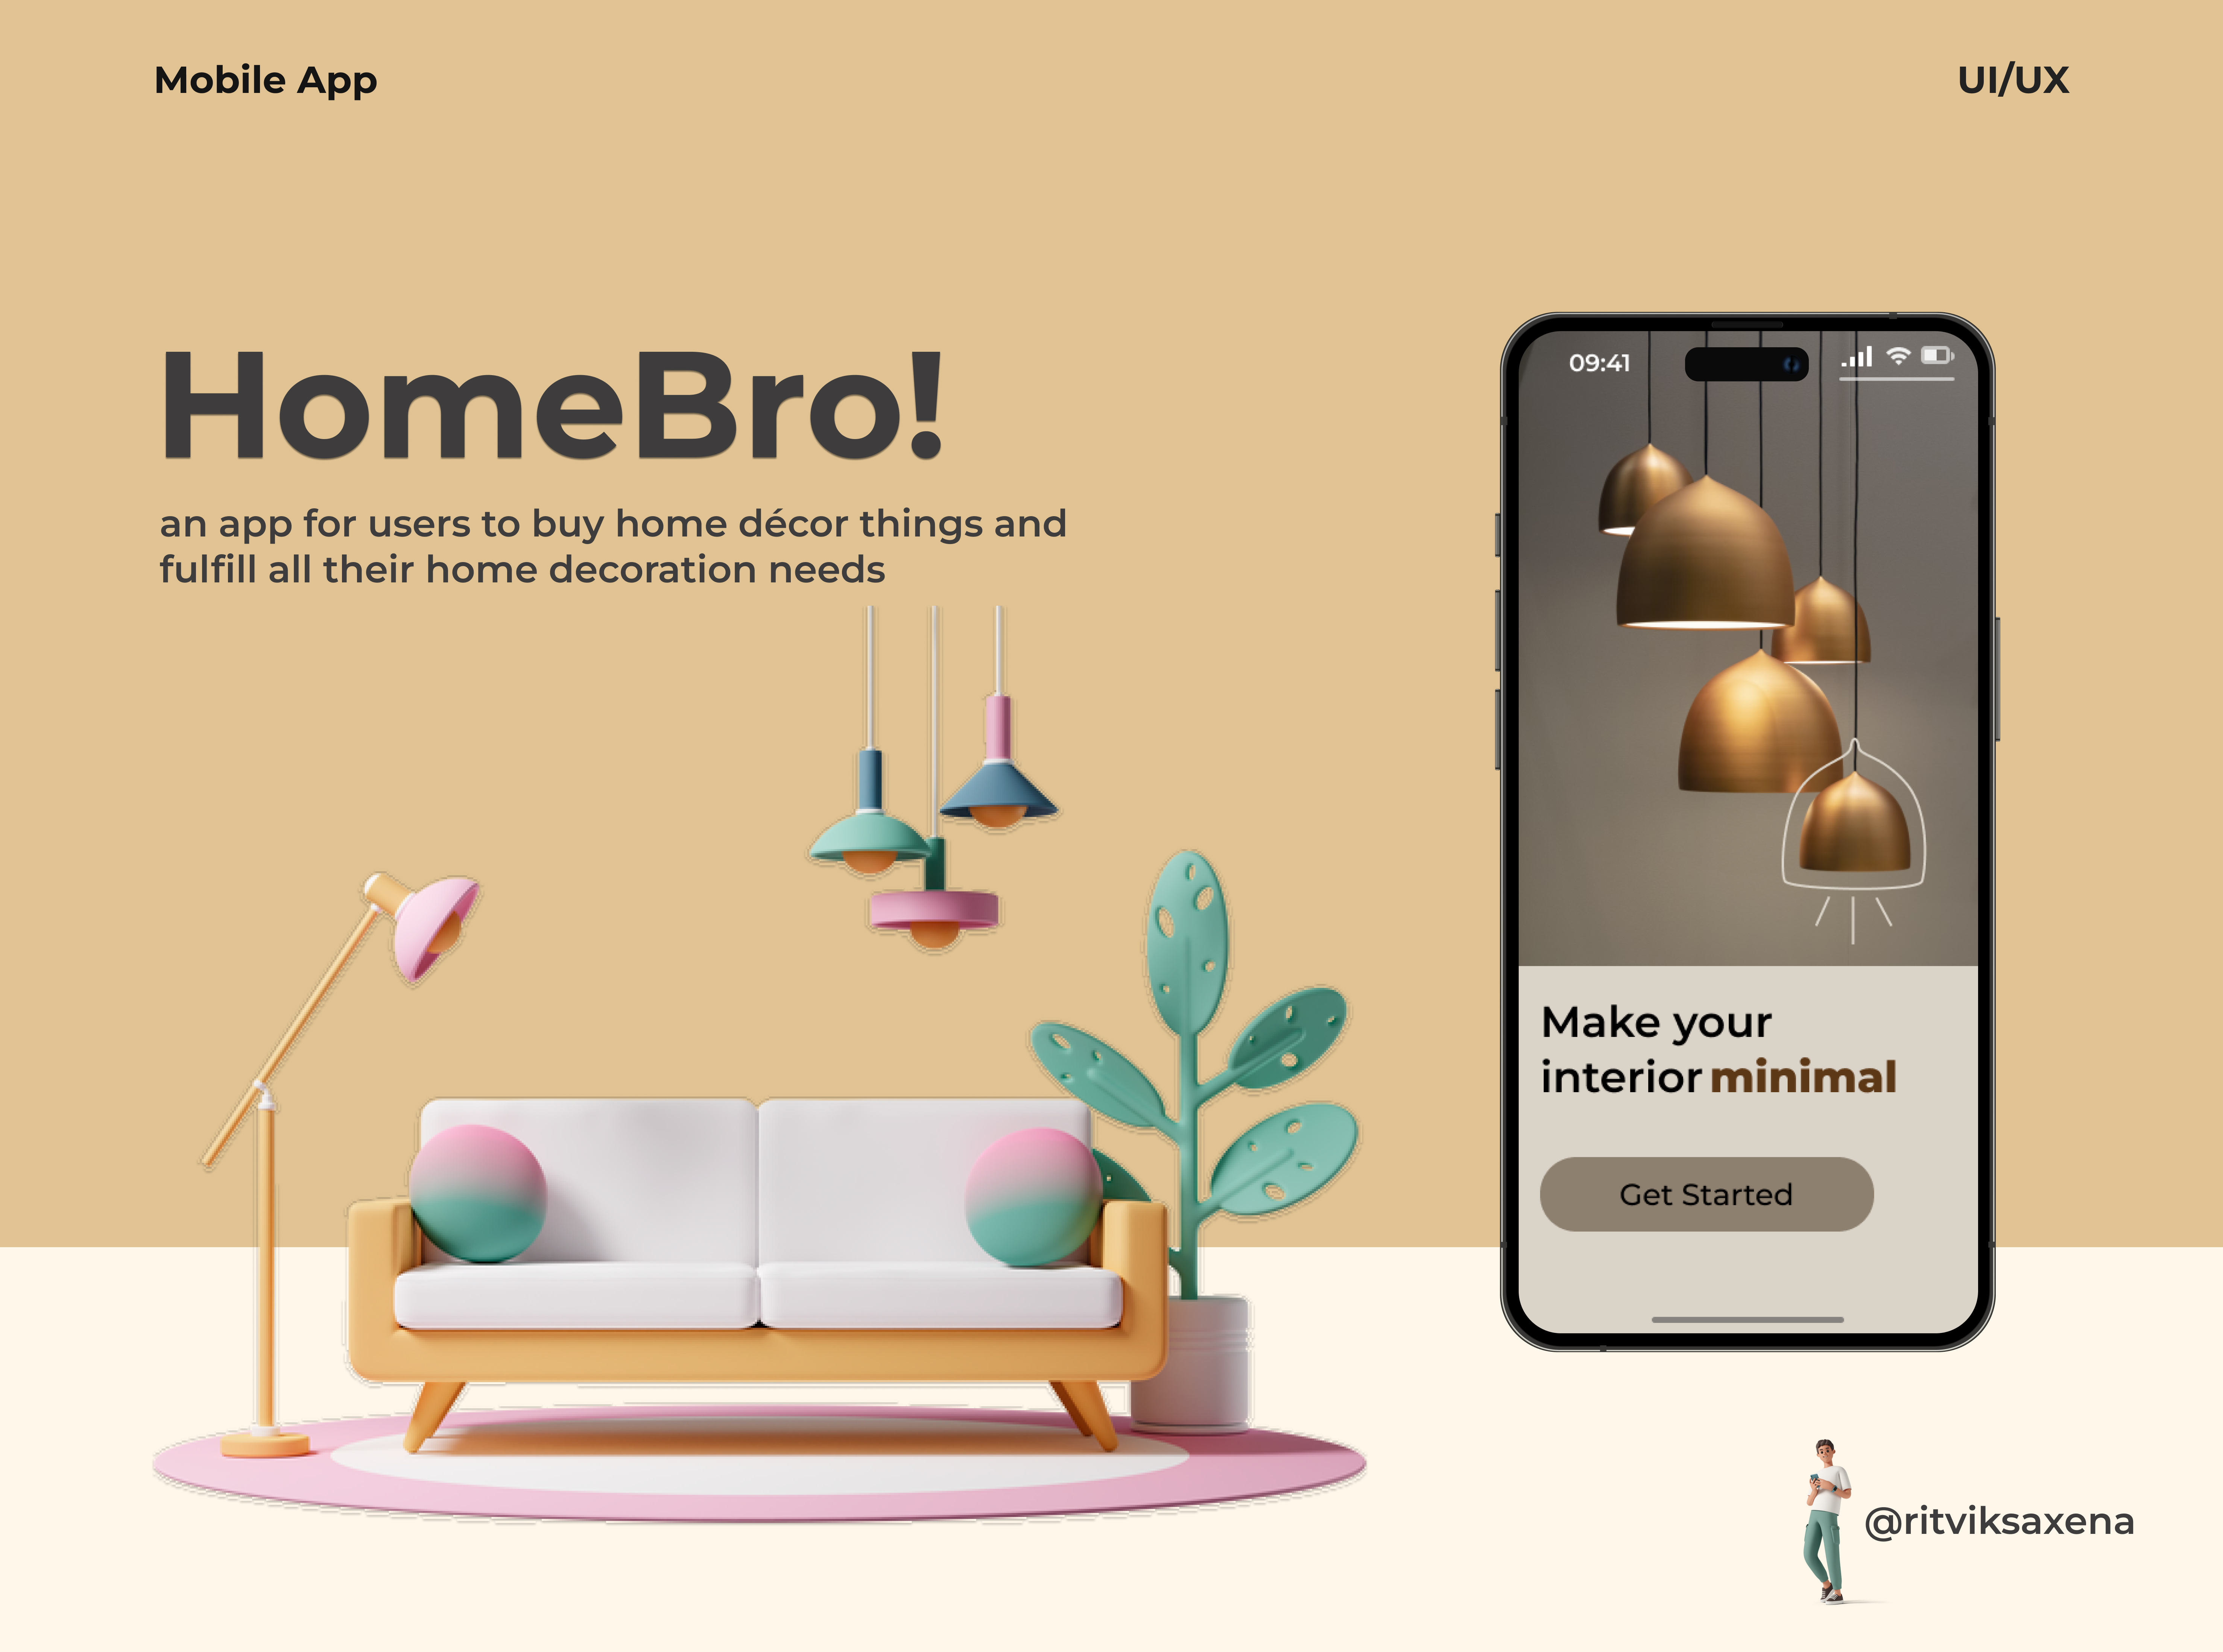 Mobile App
UI/UX
HomeBro!
an app for users to buy home décor things and
fulfill all their home decoration needs
09:41
Make your
interior minimal
Get Started
@ritviksaxena